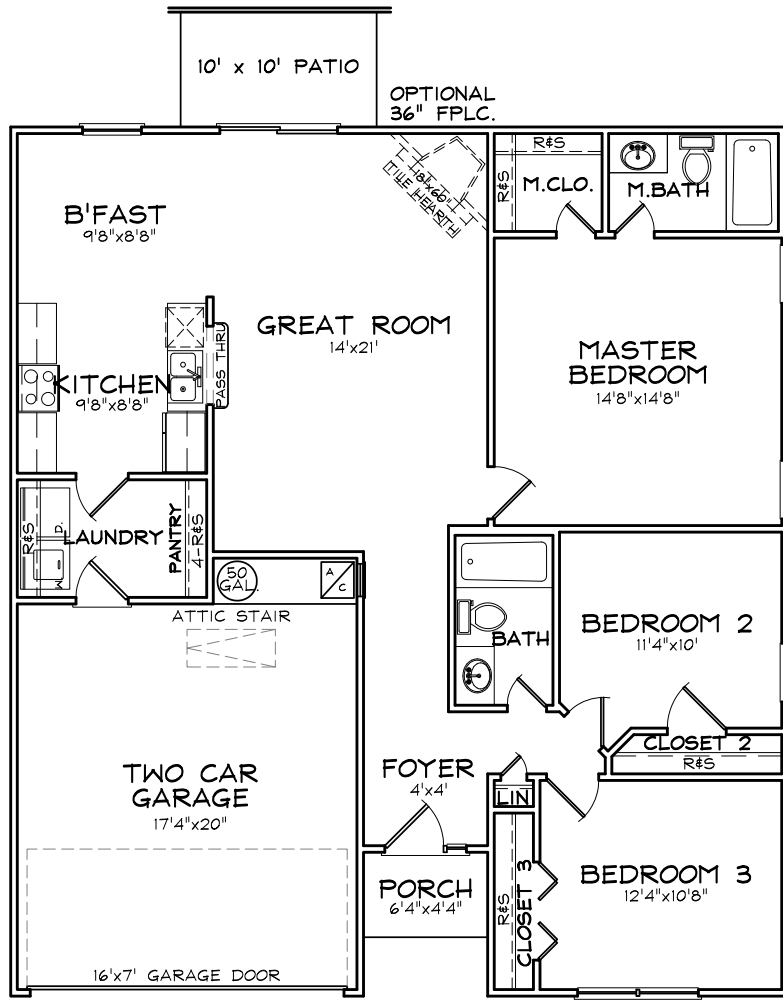 10' x 10' PATIO
OPTIONAL
36" FPLC.
18"x60"
TILE HEARTH
R&S
R&S
M.CLO.
M.BATH
B'FAST
9'8"x8'8"
GREAT ROOM
14'x21'
PASS THRU
KITCHEN
9'8"x8'8"
MASTER
BEDROOM
14'8"x14'8"
R&S
D.
W
LAUNDRY
PANTRY
4-R&S
50
GAL.
A
C
ATTIC STAIR
BATH
BEDROOM 2
11'4"x10'
CLOSET 2
R&S
TWO CAR
GARAGE
17'4"x20"
FOYER
4'x4'
LIN
PORCH
6'4"x4'4"
R&S
CLOSET 3
BEDROOM 3
12'4"x10'8"
16'x7' GARAGE DOOR